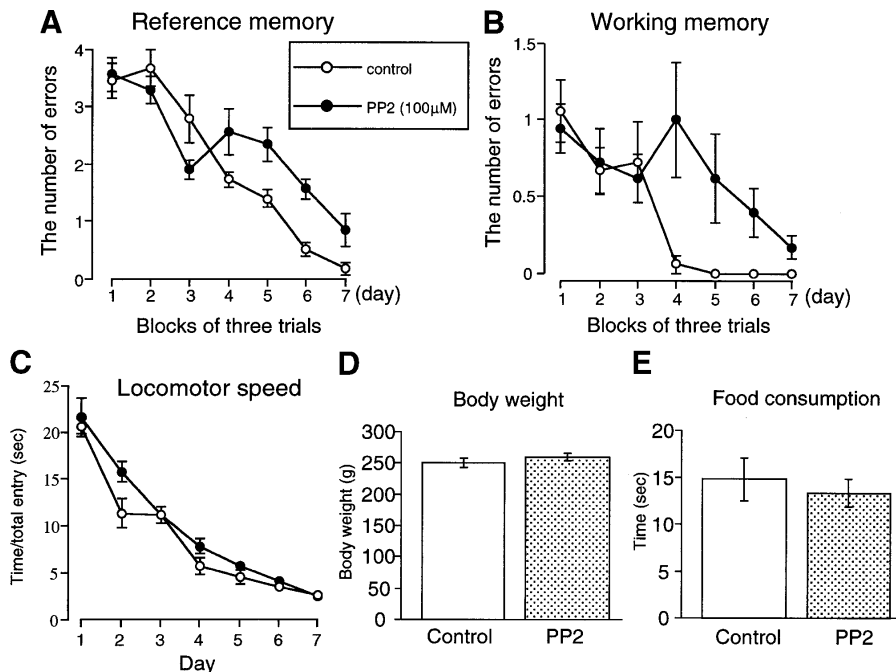 A
Reference memory
The number of errors
4
3
2
1
0
1 2 3 4 5 6 7 (day)
Blocks of three trials
control
PP2 (100μM)
B
Working memory
The number of errors
1.5
1
0.5
0
1 2 3 4 5 6 7 (day)
Blocks of three trials
C
Locomotor speed
Time/total entry (sec)
25
20
15
10
5
0
1 2 3 4 5 6 7
Day
D
Body weight
Body weight (g)
300
250
200
150
100
50
0
Control PP2
E
Food consumption
Time (sec)
20
15
10
5
0
Control PP2